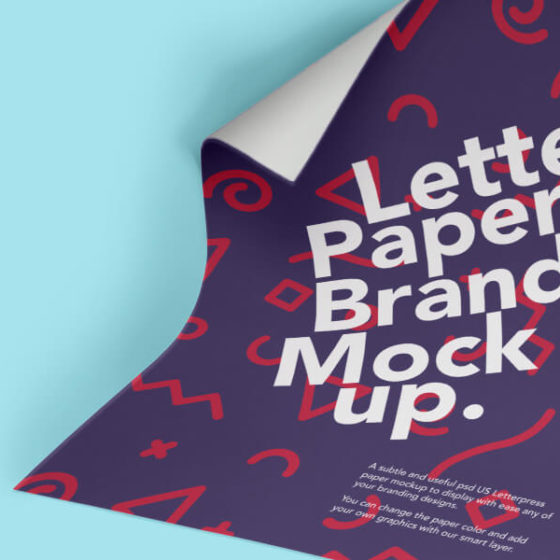 Lette
Paper
Brand
Mock
up.
A subtle and useful psd US Letterpress
paper mockup to display with ease any of
your branding designs.
You can change the paper color and add
your own graphics with our smart layer.